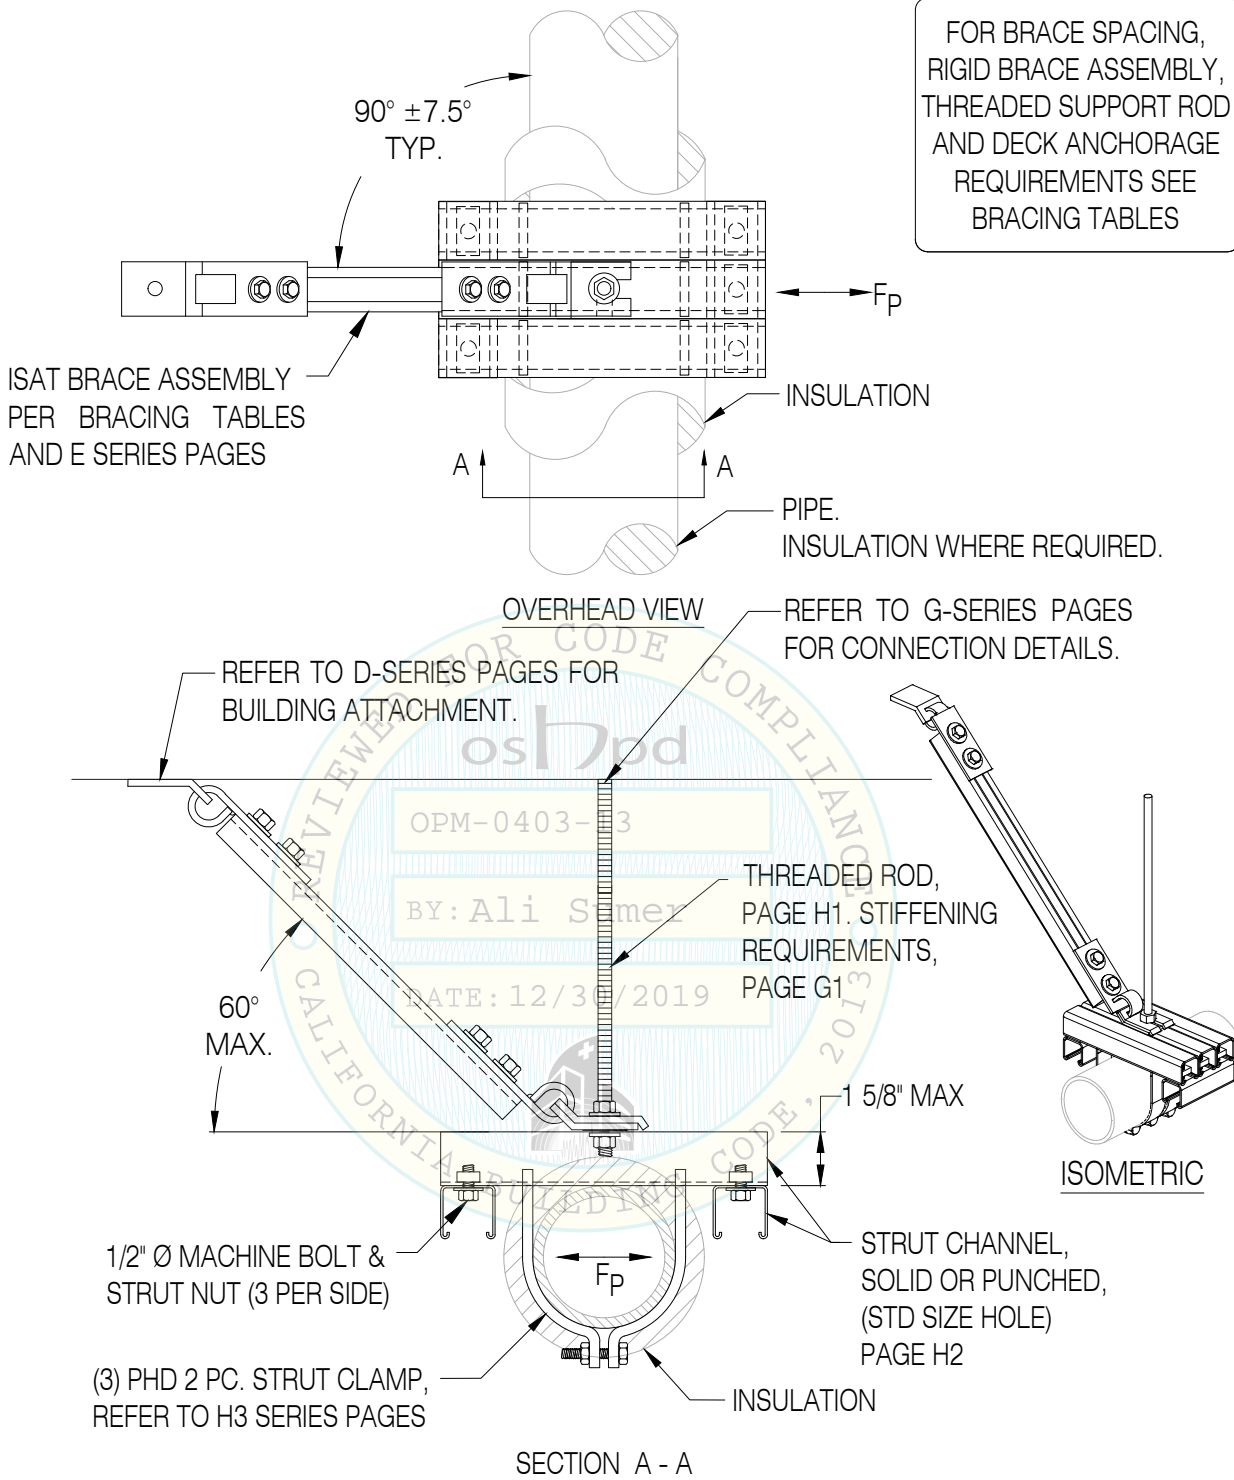 FOR BRACE SPACING,
RIGID BRACE ASSEMBLY,
THREADED SUPPORT ROD
AND DECK ANCHORAGE
REQUIREMENTS SEE
BRACING TABLES
90° ±7.5°
TYP.
FP
ISAT BRACE ASSEMBLY
PER BRACING TABLES
AND E SERIES PAGES
INSULATION
A
A
PIPE.
INSULATION WHERE REQUIRED.
OVERHEAD VIEW
REFER TO G-SERIES PAGES
FOR CONNECTION DETAILS.
REFER TO D-SERIES PAGES FOR
BUILDING ATTACHMENT.
REVIEWED FOR CODE COMPLIANCE
oshpd
OPM-0403-13
BY: Ali Sumer
DATE: 12/30/2019
CALIFORNIA BUILDING CODE, 2013
THREADED ROD,
PAGE H1. STIFFENING
REQUIREMENTS,
PAGE G1
60°
MAX.
1 5/8" MAX
ISOMETRIC
1/2" Ø MACHINE BOLT &
STRUT NUT (3 PER SIDE)
FP
STRUT CHANNEL,
SOLID OR PUNCHED,
(STD SIZE HOLE)
PAGE H2
(3) PHD 2 PC. STRUT CLAMP,
REFER TO H3 SERIES PAGES
INSULATION
SECTION A - A